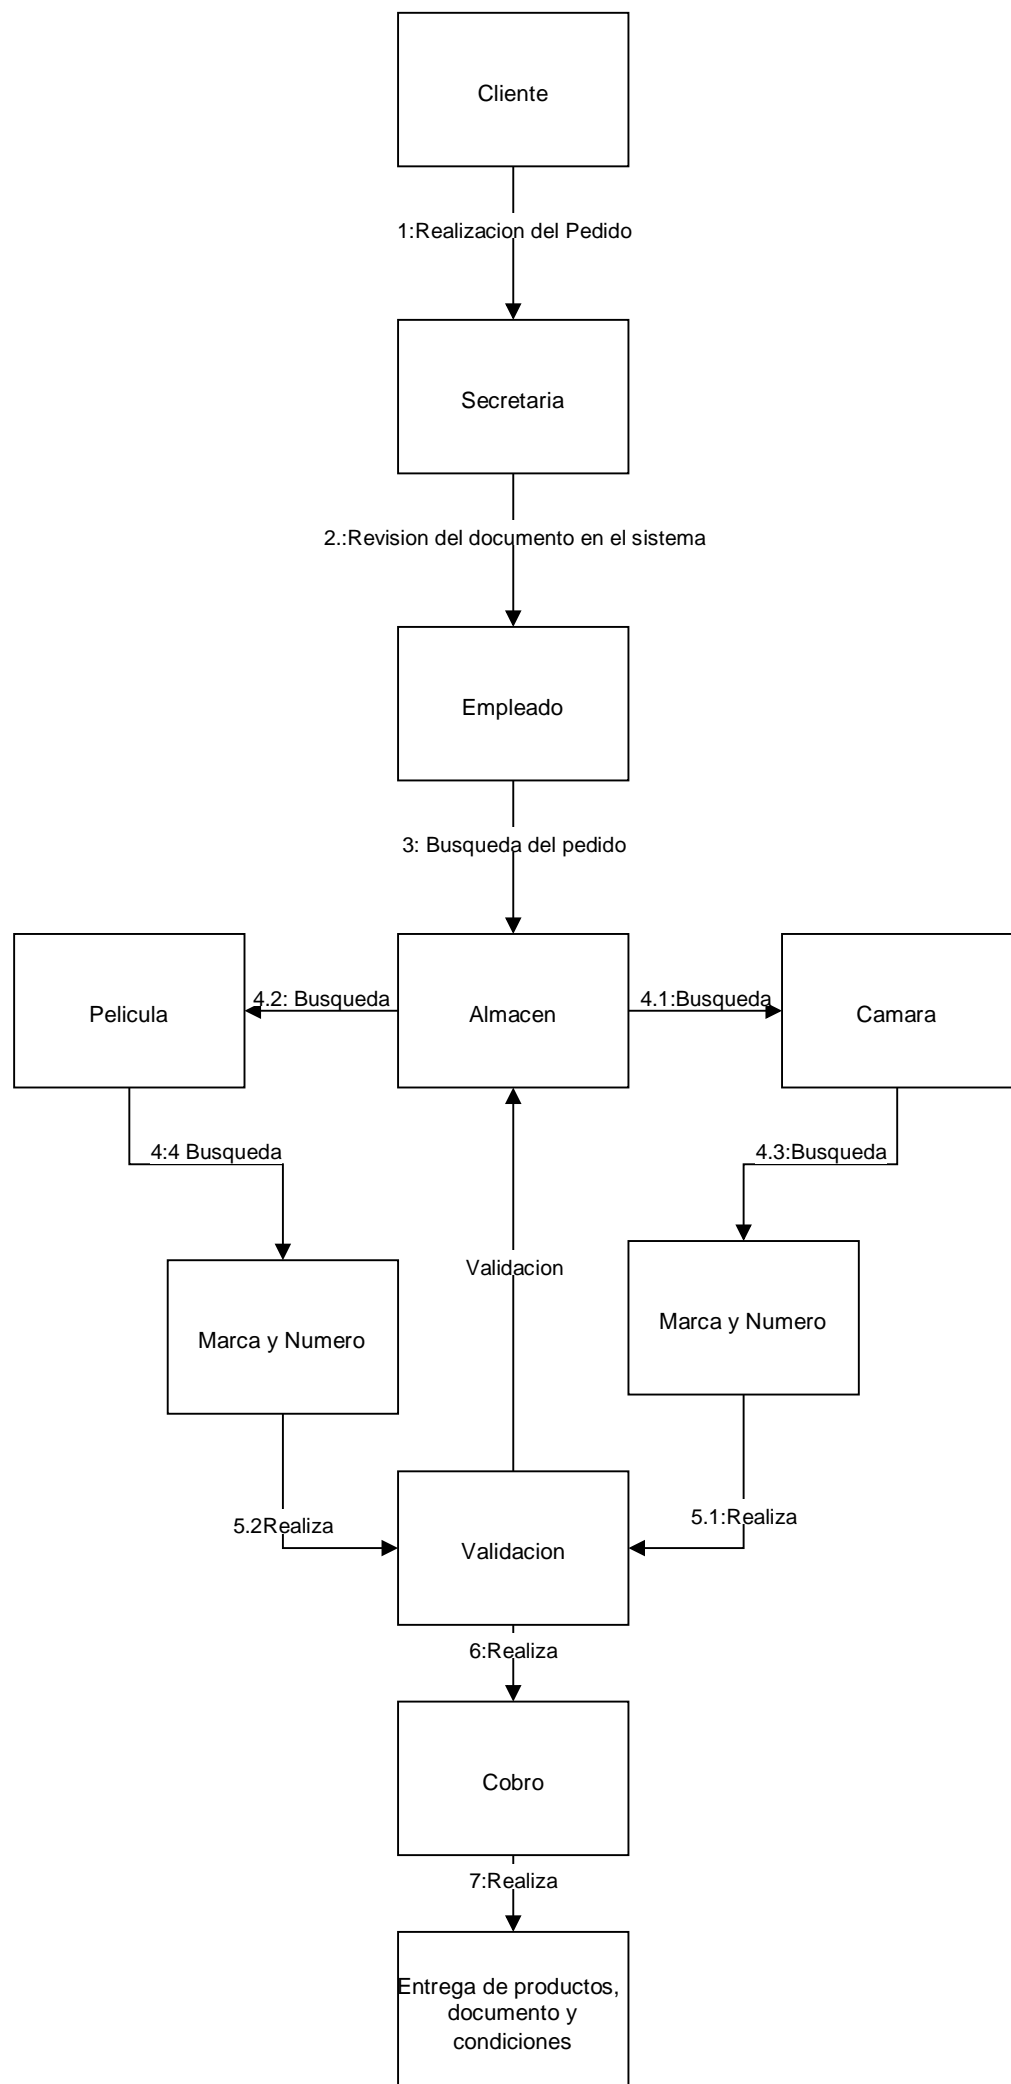 Cliente
1:Realizacion del Pedido
Secretaria
2.:Revision del documento en el sistema
Empleado
3: Busqueda del pedido
Pelicula
4.2: Busqueda
Almacen
4.1:Busqueda
Camara
4:4 Busqueda
4.3:Busqueda
Marca y Numero
Validacion
Marca y Numero
5.2Realiza
Validacion
5.1:Realiza
6:Realiza
Cobro
7:Realiza
Entrega de productos,
documento y
condiciones